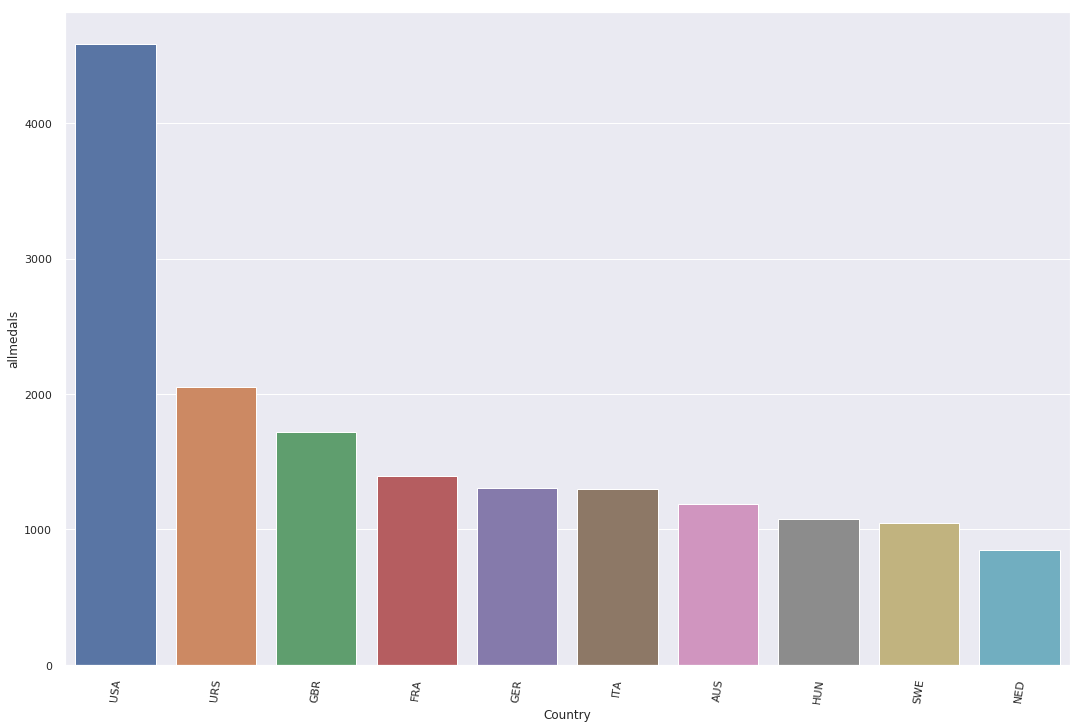 4000
3000
2000
1000
0
allmedals
USA
URS
GBR
FRA
GER
ITA
AUS
HUN
SWE
NED
Country